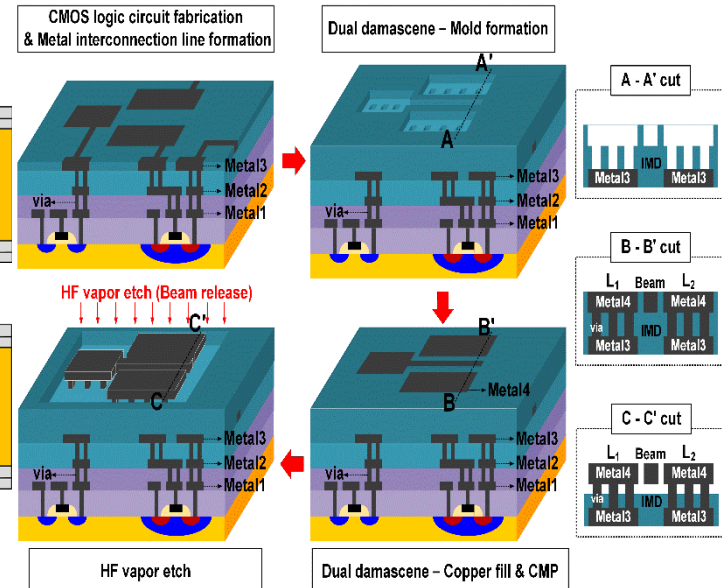 CMOS logic circuit fabrication
& Metal interconnection line formation
Metal3
Metal2
Metal1
via
Dual damascene – Mold formation
A'
A
Metal3
Metal2
Metal1
via
A - A' cut
IMD
Metal3
Metal3
B - B' cut
L₁ Beam L₂
Metal4
Metal4
via
IMD
Metal3
Metal3
C - C' cut
L₁ Beam L₂
Metal4
Metal4
via
IMD
Metal3
Metal3
HF vapor etch (Beam release)
C'
C
Metal3
Metal2
Metal1
via
HF vapor etch
B'
B
Metal4
Metal3
Metal2
Metal1
via
Dual damascene – Copper fill & CMP